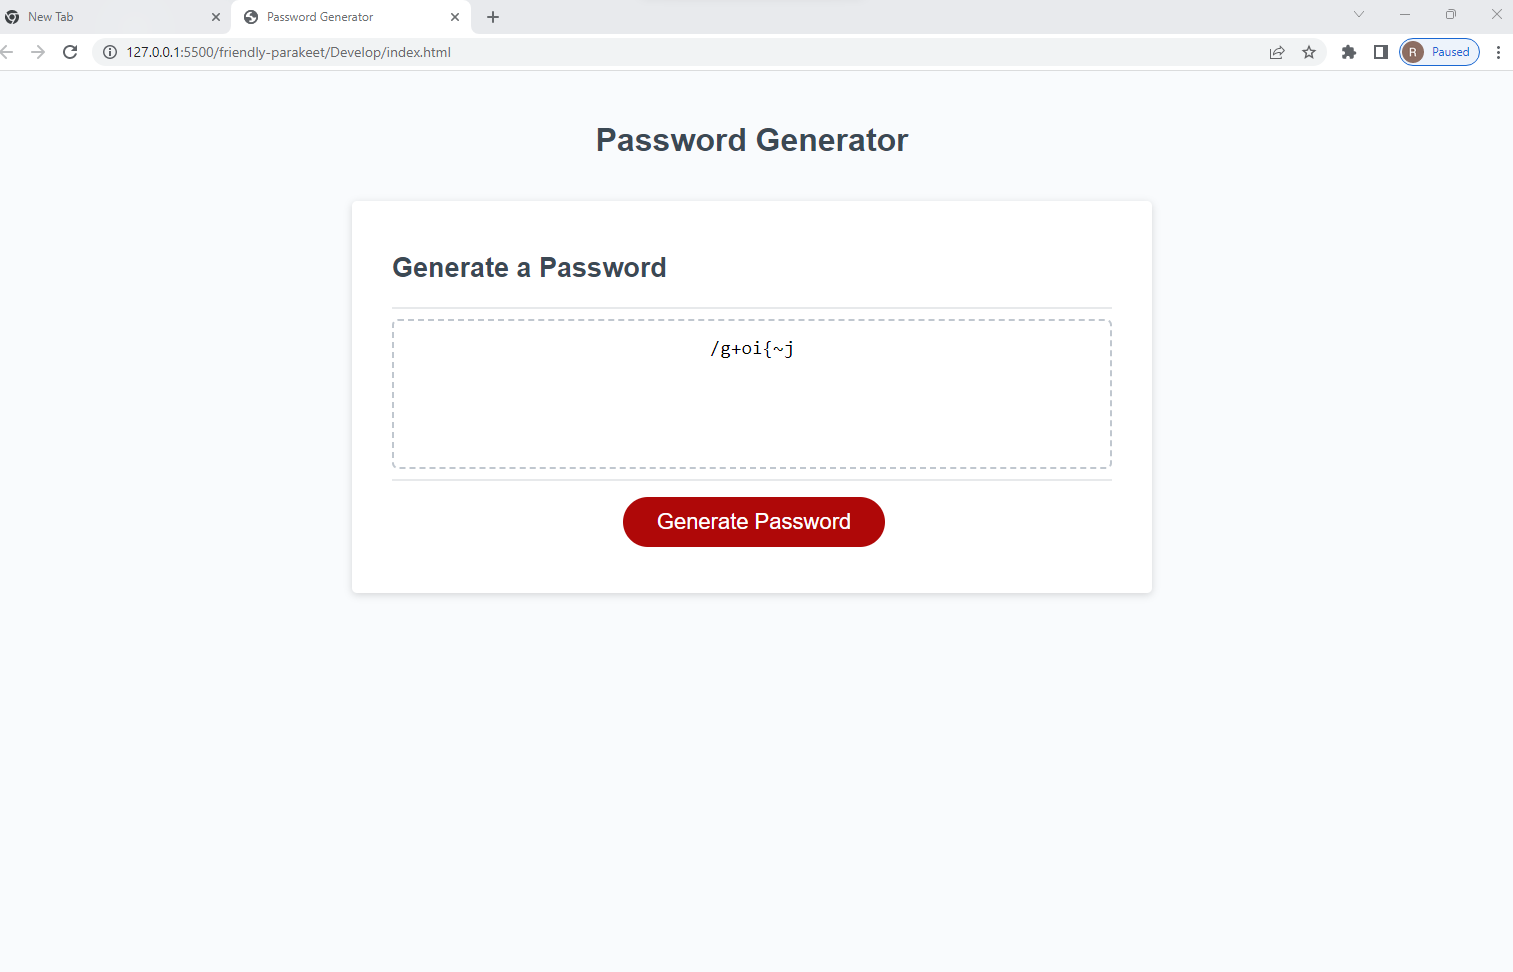 New Tab
Password Generator
127.0.0.1:5500/friendly-parakeet/Develop/index.html
R Paused
Password Generator
Generate a Password
/g+oi{~j
Generate Password